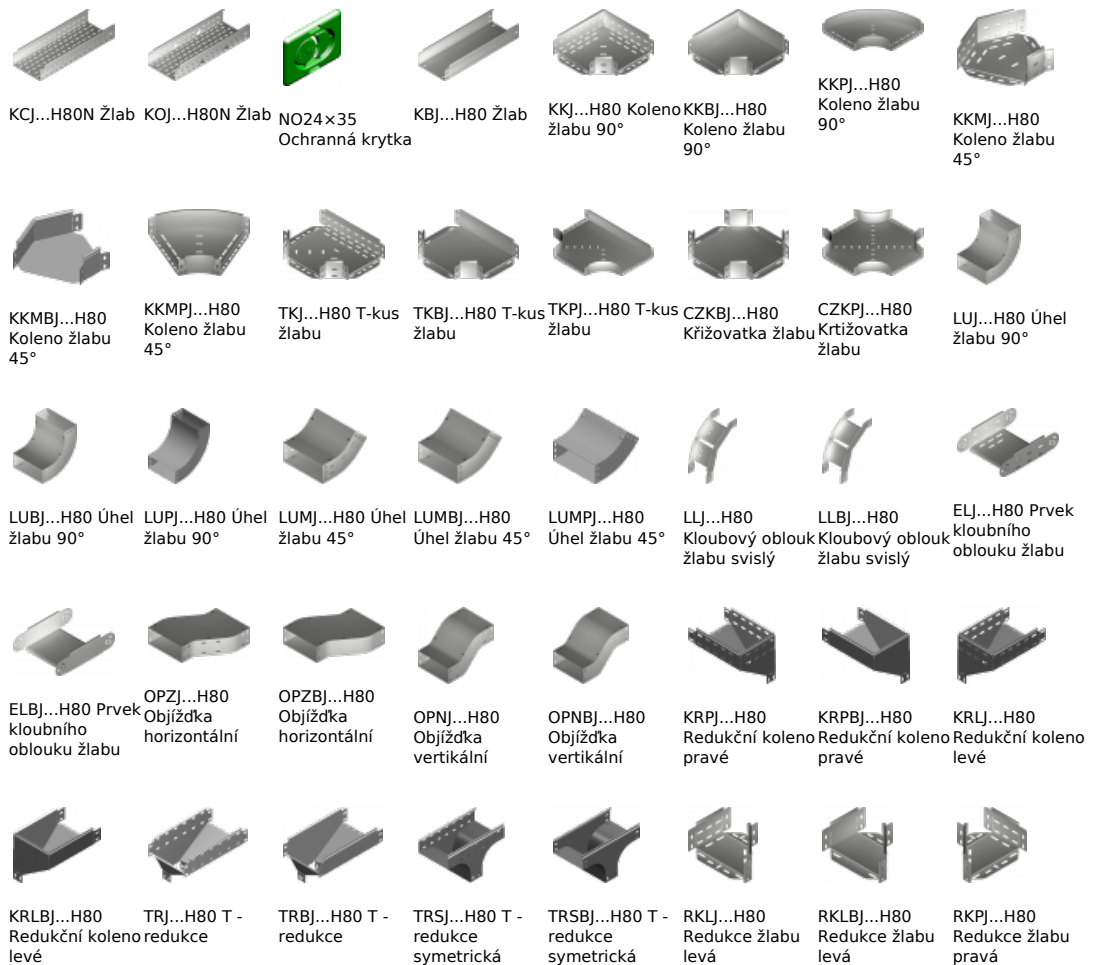 KCJ...H80N Žlab
KOJ...H80N Žlab
NO24×35
Ochranná krytka
KBJ...H80 Žlab
KKJ...H80 Koleno
žlabu 90°
KKBJ...H80
Koleno žlabu
90°
KKPJ...H80
Koleno žlabu
90°
KKMJ...H80
Koleno žlabu
45°
KKMBJ...H80
Koleno žlabu
45°
KKMPJ...H80
Koleno žlabu
45°
TKJ...H80 T-kus
žlabu
TKBJ...H80 T-kus
žlabu
TKPJ...H80 T-kus
žlabu
CZKBJ...H80
Křižovatka žlabu
CZKPJ...H80
Krtižovatka
žlabu
LUJ...H80 Úhel
žlabu 90°
LUBJ...H80 Úhel
žlabu 90°
LUPJ...H80 Úhel
žlabu 90°
LUMJ...H80 Úhel
žlabu 45°
LUMBJ...H80
Úhel žlabu 45°
LUMPJ...H80
Úhel žlabu 45°
LLJ...H80
Kloubový oblouk
žlabu svislý
LLBJ...H80
Kloubový oblouk
žlabu svislý
ELJ...H80 Prvek
kloubního
oblouku žlabu
ELBJ...H80 Prvek
kloubního
oblouku žlabu
OPZJ...H80
Objížďka
horizontální
OPZBJ...H80
Objížďka
horizontální
OPNJ...H80
Objížďka
vertikální
OPNBJ...H80
Objížďka
vertikální
KRPJ...H80
Redukční koleno
pravé
KRPBJ...H80
Redukční koleno
pravé
KRLJ...H80
Redukční koleno
levé
KRLBJ...H80
Redukční koleno
levé
TRJ...H80 T -
redukce
TRBJ...H80 T -
redukce
TRSJ...H80 T -
redukce
symetrická
TRSBJ...H80 T -
redukce
symetrická
RKLJ...H80
Redukce žlabu
levá
RKLBJ...H80
Redukce žlabu
levá
RKPJ...H80
Redukce žlabu
pravá